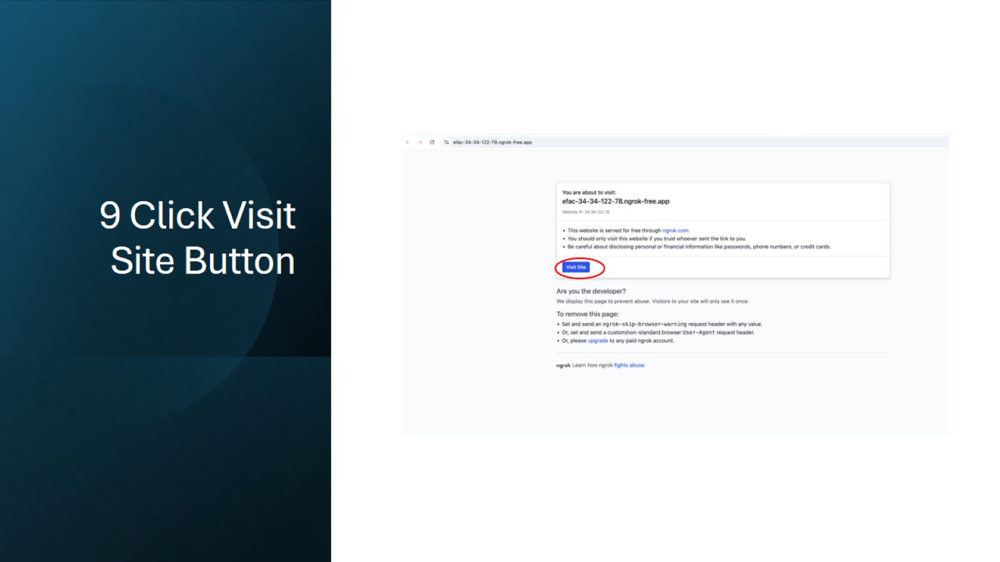 9 Click Visit
Site Button
efac-34-34-122-78.ngrok-free.app
You are about to visit:
efac-34-34-122-78.ngrok-free.app
Website IP: 34.34.122.78
• This website is served for free through ngrok.com.
• You should only visit this website if you trust whoever sent the link to you.
• Be careful about disclosing personal or financial information like passwords, phone numbers, or credit cards.
Visit Site
Are you the developer?
We display this page to prevent abuse. Visitors to your site will only see it once.
To remove this page:
• Set and send an ngrok-skip-browser-warning request header with any value.
• Or, set and send a custom/non-standard browser User-Agent request header.
• Or, please upgrade to any paid ngrok account.
ngrok Learn how ngrok fights abuse